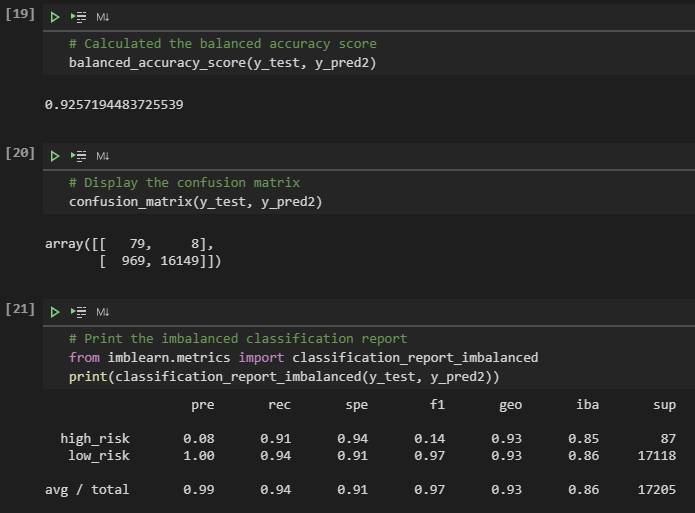 [19] M↓
# Calculated the balanced accuracy score
balanced_accuracy_score(y_test, y_pred2)
0.9257194483725539
[20] M↓
# Display the confusion matrix
confusion_matrix(y_test, y_pred2)
array([[   79,     8],
       [  969, 16149]])
[21] M↓
# Print the imbalanced classification report
from imblearn.metrics import classification_report_imbalanced
print(classification_report_imbalanced(y_test, y_pred2))
pre rec spe f1 geo iba sup
high_risk 0.08 0.91 0.94 0.14 0.93 0.85 87
low_risk 1.00 0.94 0.91 0.97 0.93 0.86 17118
avg / total 0.99 0.94 0.91 0.97 0.93 0.86 17205